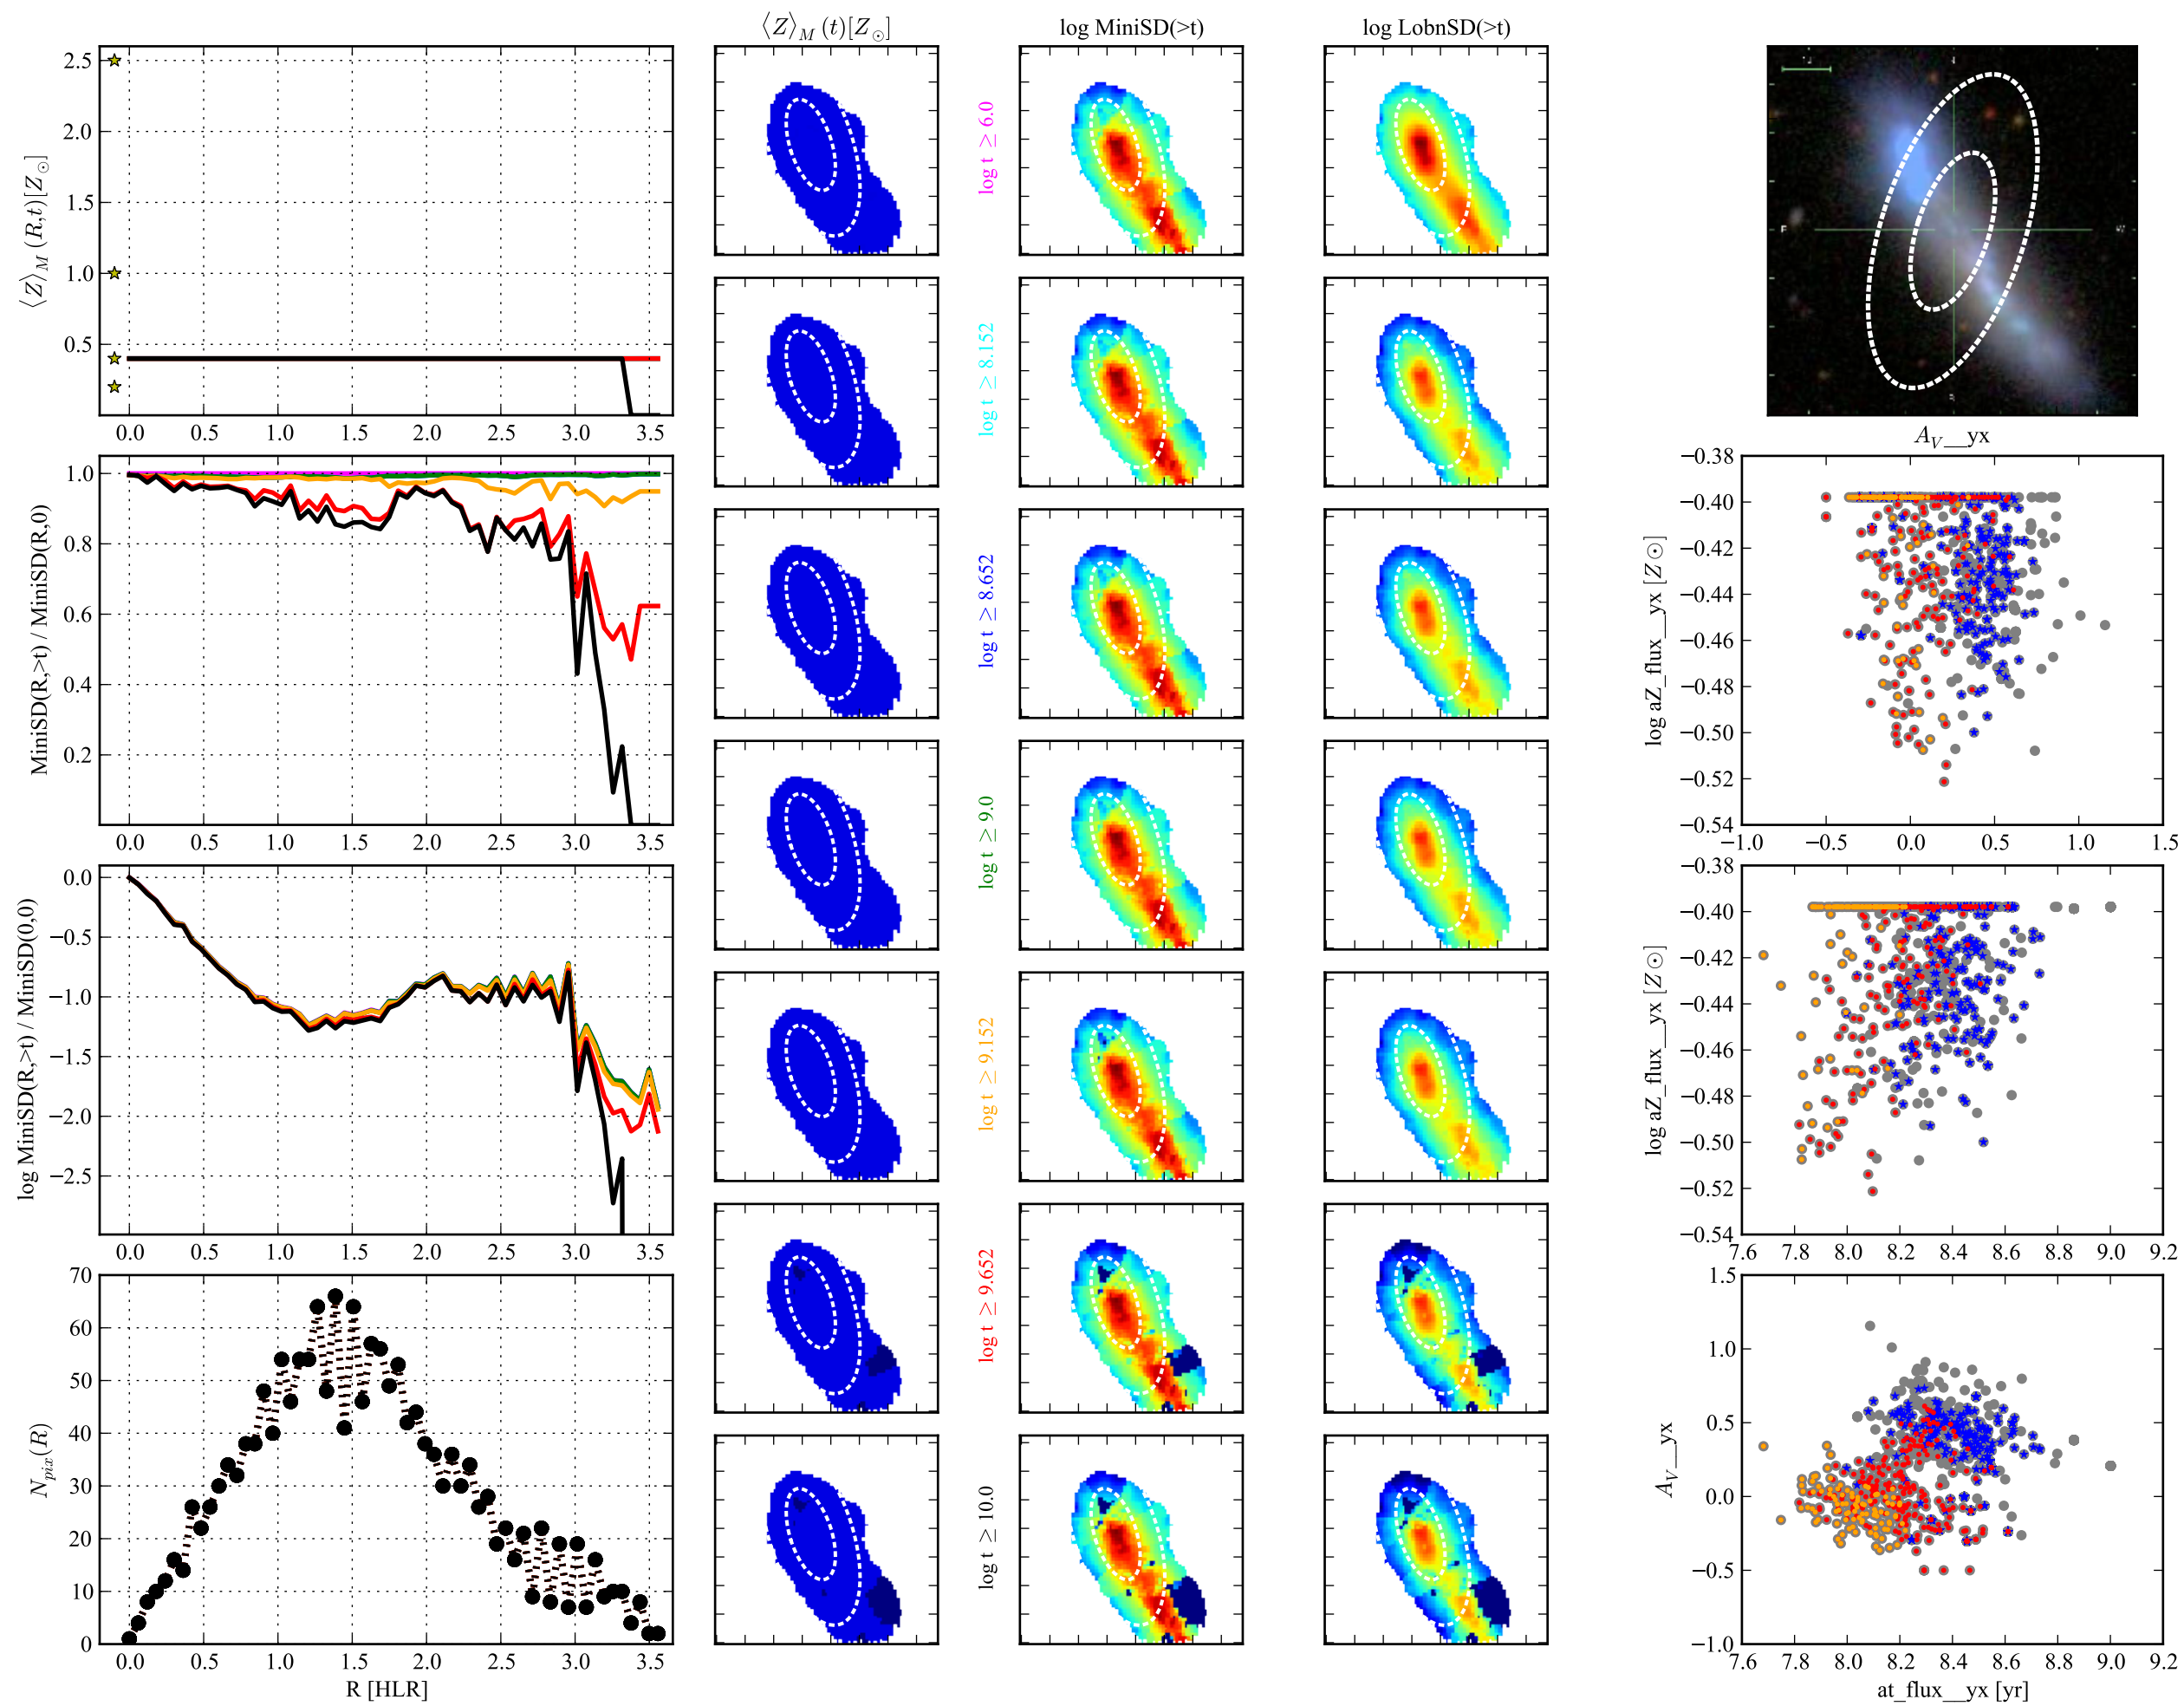 ⟨Z⟩_M (t)[Z_⊙]
log MiniSD(>t)
log LobnSD(>t)
⟨Z⟩_M (R,t)[Z_⊙]
2.5
2.0
1.5
1.0
0.5
0.0 0.5 1.0 1.5 2.0 2.5 3.0 3.5
MiniSD(R,>t) / MiniSD(R,0)
1.0
0.8
0.6
0.4
0.2
0.0 0.5 1.0 1.5 2.0 2.5 3.0 3.5
log MiniSD(R,>t) / MiniSD(0,0)
0.0
−0.5
−1.0
−1.5
−2.0
−2.5
0.0 0.5 1.0 1.5 2.0 2.5 3.0 3.5
N_pix(R)
70
60
50
40
30
20
10
0
0.0 0.5 1.0 1.5 2.0 2.5 3.0 3.5
R [HLR]
log t ≥ 6.0
log t ≥ 8.152
log t ≥ 8.652
log t ≥ 9.0
log t ≥ 9.152
log t ≥ 9.652
log t ≥ 10.0
A_V__yx
log aZ_flux__yx [Z⊙]
−0.38
−0.40
−0.42
−0.44
−0.46
−0.48
−0.50
−0.52
−0.54
−1.0 −0.5 0.0 0.5 1.0 1.5
log aZ_flux__yx [Z⊙]
−0.38
−0.40
−0.42
−0.44
−0.46
−0.48
−0.50
−0.52
−0.54
7.6 7.8 8.0 8.2 8.4 8.6 8.8 9.0 9.2
A_V__yx
1.5
1.0
0.5
0.0
−0.5
−1.0
7.6 7.8 8.0 8.2 8.4 8.6 8.8 9.0 9.2
at_flux__yx [yr]